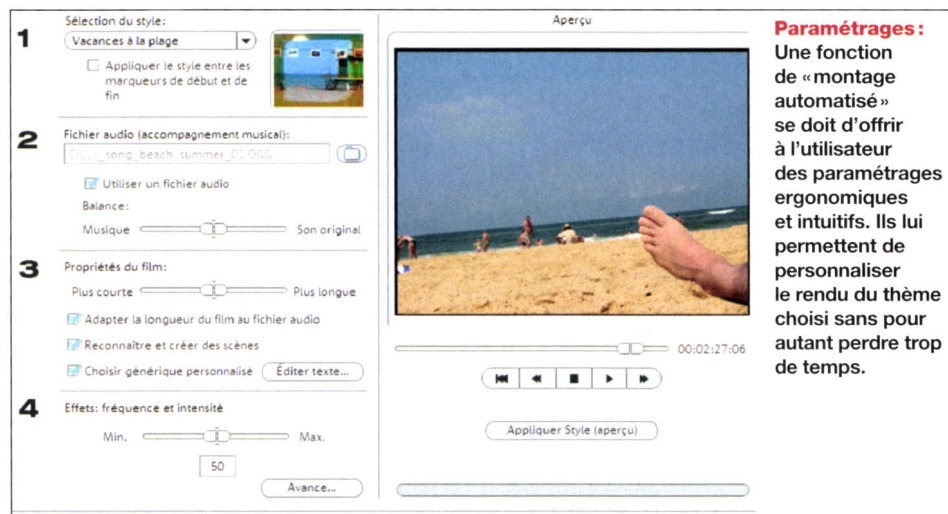 1
Sélection du style:
Vacances à la plage
Appliquer le style entre les
marqueurs de début et de
fin
2
Fichier audio (accompagnement musical):
_song_beach_summer_01.OGG
Utiliser un fichier audio
Balance:
Musique Son original
3
Propriétés du film:
Plus courte Plus longue
Adapter la longueur du film au fichier audio
Reconnaître et créer des scènes
Choisir générique personnalisé Éditer texte...
4
Effets: fréquence et intensité
Min. Max.
50
Avance...
Aperçu
00:02:27:06
Appliquer Style (aperçu)
Paramétrages:
Une fonction
de «montage
automatisé»
se doit d'offrir
à l'utilisateur
des paramétrages
ergonomiques
et intuitifs. Ils lui
permettent de
personnaliser
le rendu du thème
choisi sans pour
autant perdre trop
de temps.